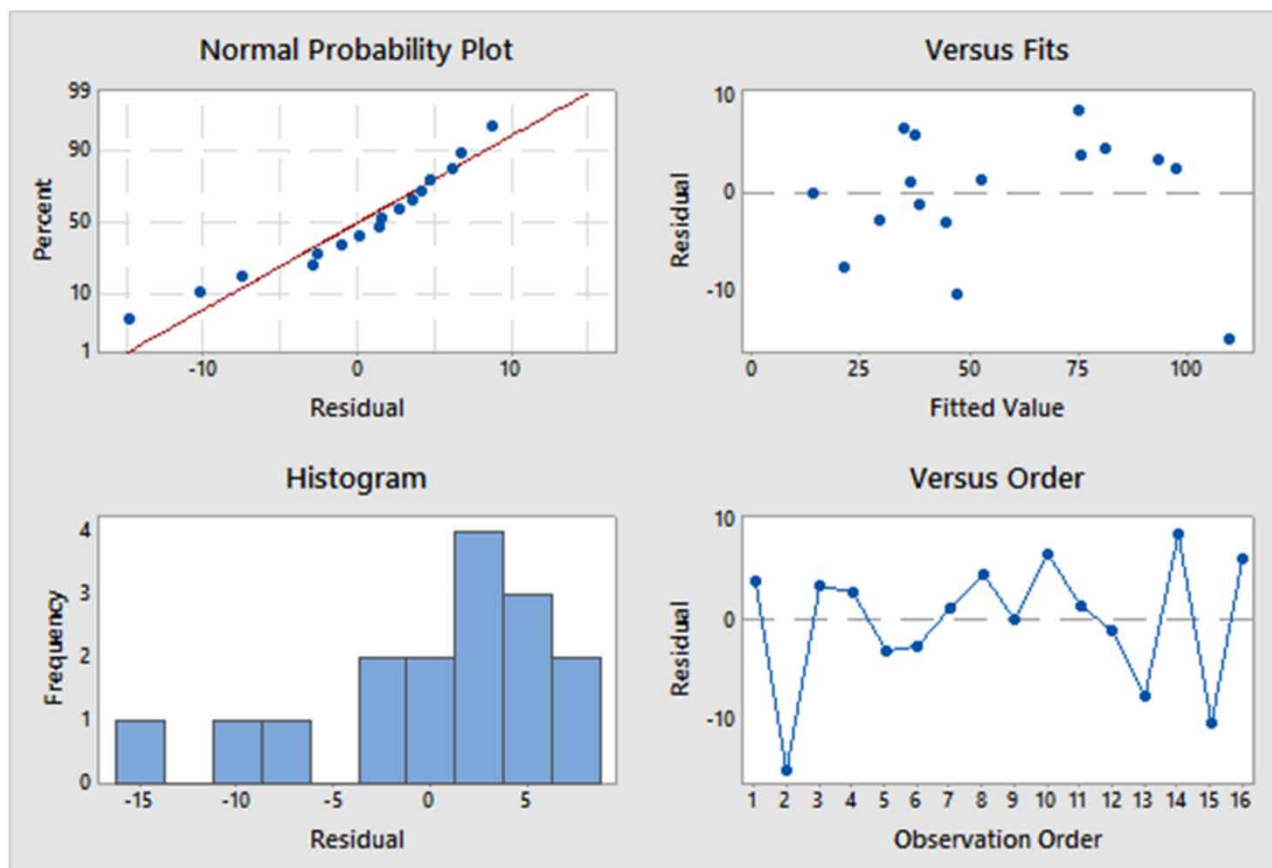 Normal Probability Plot
99
90
50
10
1
Percent
-10 0 10
Residual
Versus Fits
10
0
-10
Residual
0 25 50 75 100
Fitted Value
Histogram
4
3
2
1
0
Frequency
-15 -10 -5 0 5
Residual
Versus Order
10
0
-10
Residual
1 2 3 4 5 6 7 8 9 10 11 12 13 14 15 16
Observation Order